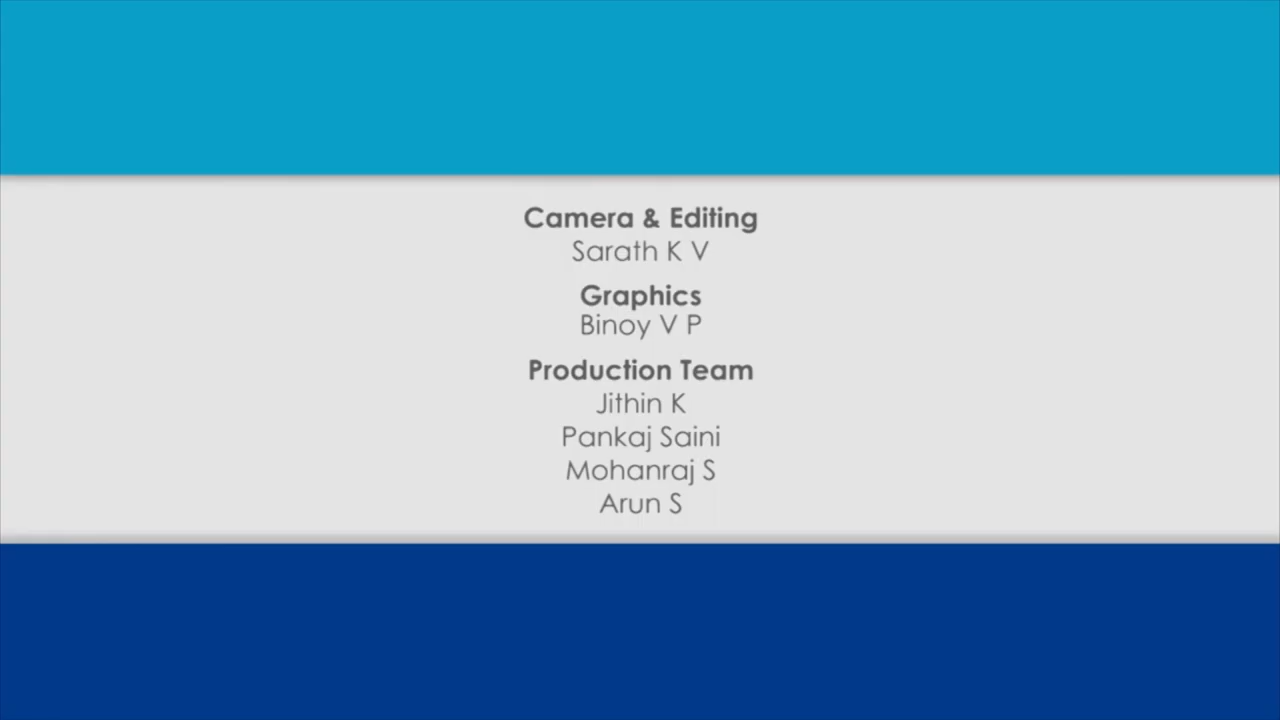 Camera & Editing
Sarath K V
Graphics
Binoy V P
Production Team
Jithin K
Pankaj Saini
Mohanraj S
Arun S